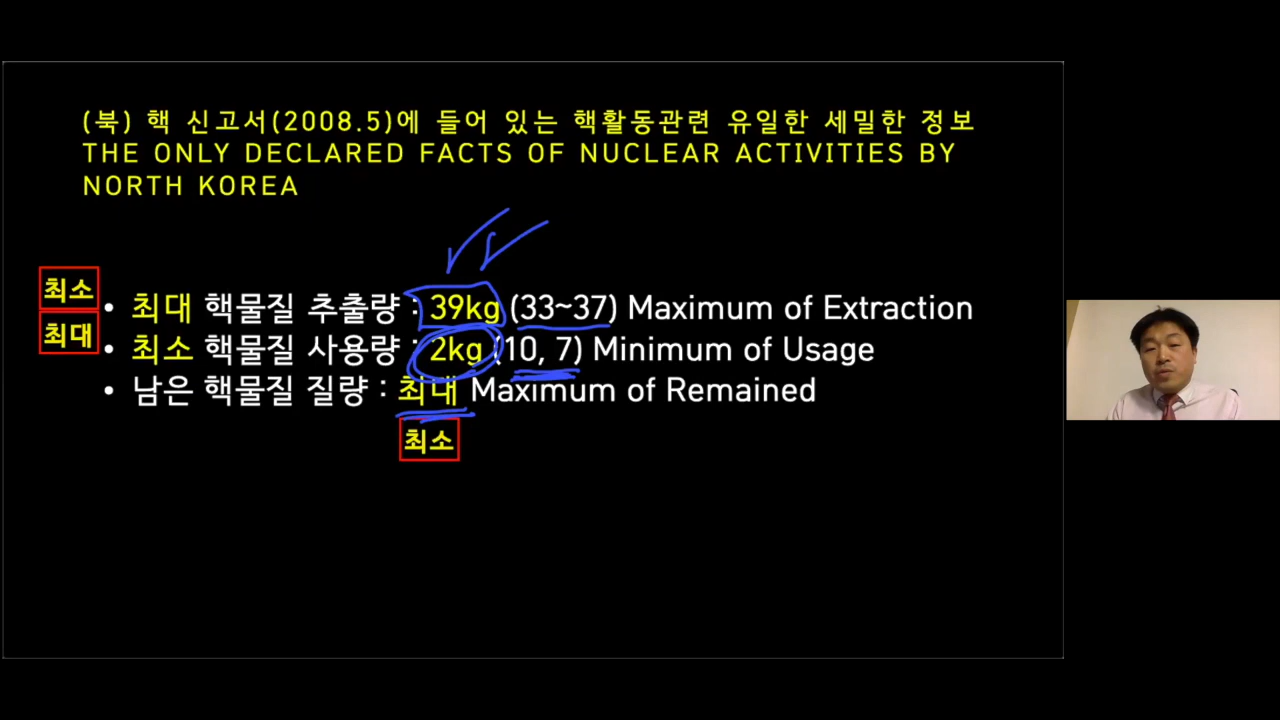 (북) 핵 신고서(2008.5)에 들어 있는 핵활동관련 유일한 세밀한 정보
THE ONLY DECLARED FACTS OF NUCLEAR ACTIVITIES BY
NORTH KOREA
최소
• 최대 핵물질 추출량 : 39kg (33~37) Maximum of Extraction
최대
• 최소 핵물질 사용량 : 2kg (10, 7) Minimum of Usage
• 남은 핵물질 질량 : 최대 Maximum of Remained
최소